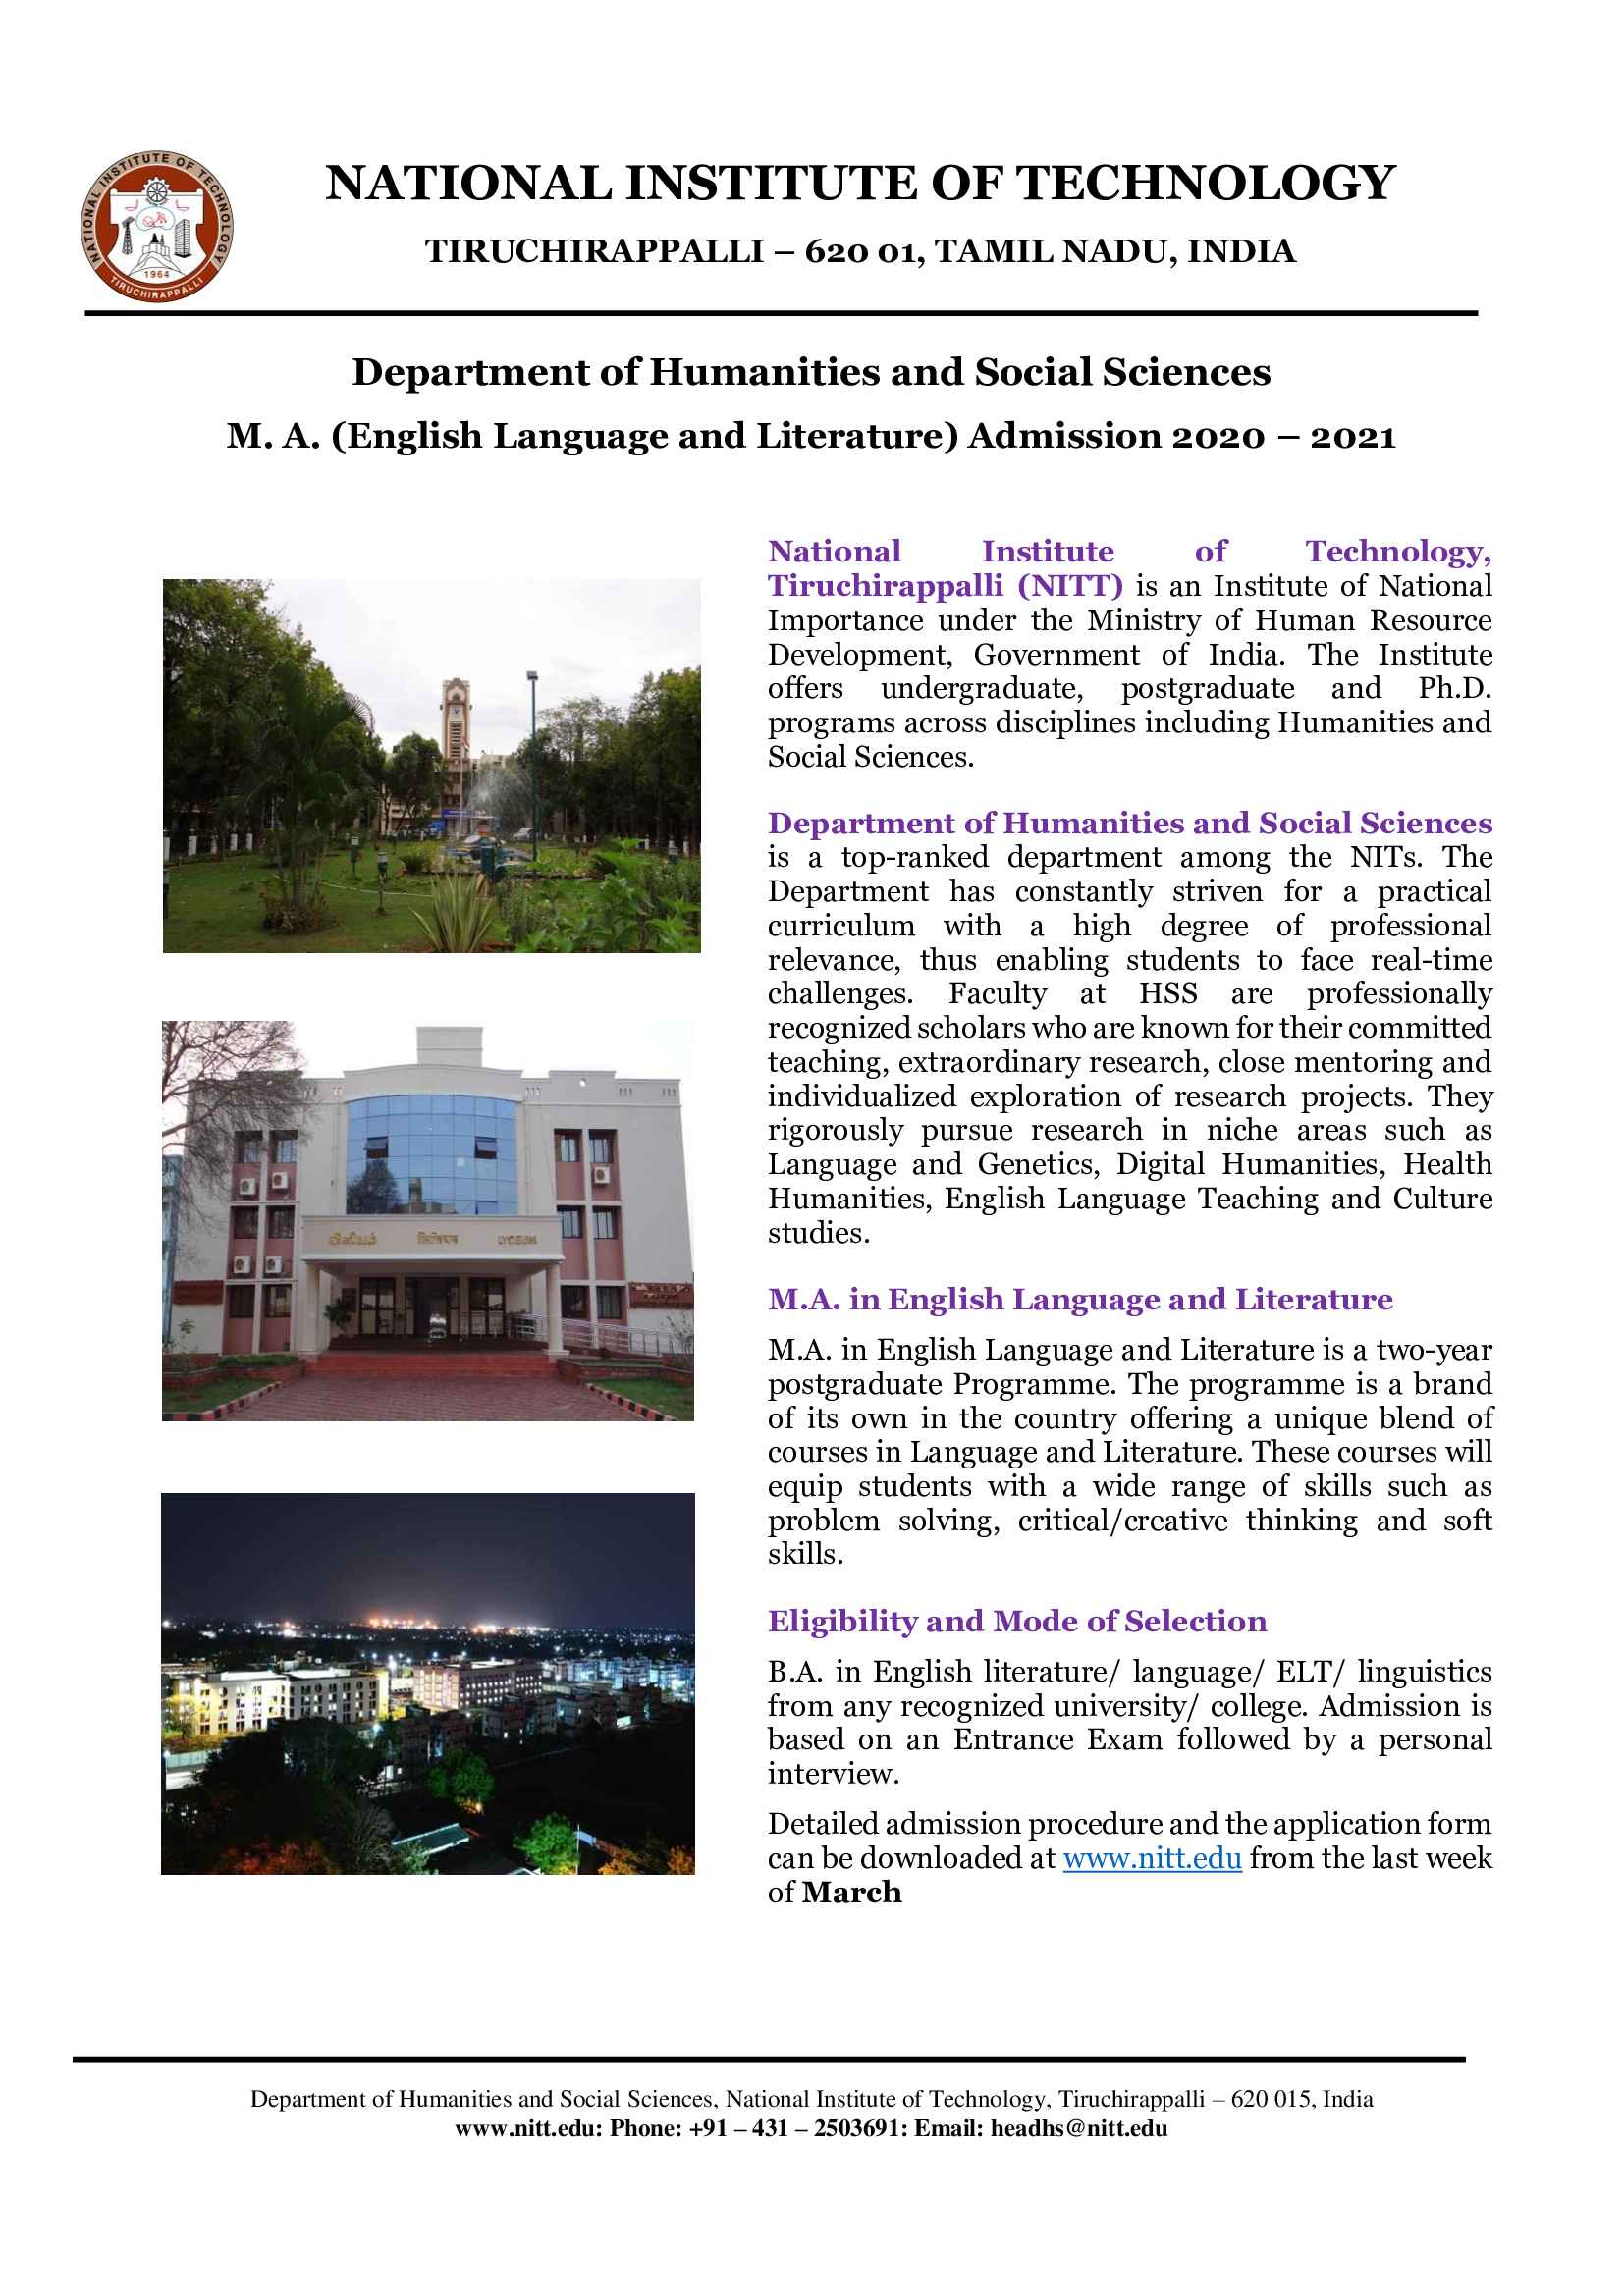 NATIONAL INSTITUTE OF TECHNOLOGY
1964
TIRUCHIRAPPALLI
NATIONAL INSTITUTE OF TECHNOLOGY
TIRUCHIRAPPALLI – 620 01, TAMIL NADU, INDIA
Department of Humanities and Social Sciences
M. A. (English Language and Literature) Admission 2020 – 2021
LYCEUM
National Institute of Technology,
Tiruchirappalli (NITT) is an Institute of National
Importance under the Ministry of Human Resource
Development, Government of India. The Institute
offers undergraduate, postgraduate and Ph.D.
programs across disciplines including Humanities and
Social Sciences.
Department of Humanities and Social Sciences
is a top-ranked department among the NITs. The
Department has constantly striven for a practical
curriculum with a high degree of professional
relevance, thus enabling students to face real-time
challenges. Faculty at HSS are professionally
recognized scholars who are known for their committed
teaching, extraordinary research, close mentoring and
individualized exploration of research projects. They
rigorously pursue research in niche areas such as
Language and Genetics, Digital Humanities, Health
Humanities, English Language Teaching and Culture
studies.
M.A. in English Language and Literature
M.A. in English Language and Literature is a two-year
postgraduate Programme. The programme is a brand
of its own in the country offering a unique blend of
courses in Language and Literature. These courses will
equip students with a wide range of skills such as
problem solving, critical/creative thinking and soft
skills.
Eligibility and Mode of Selection
B.A. in English literature/ language/ ELT/ linguistics
from any recognized university/ college. Admission is
based on an Entrance Exam followed by a personal
interview.
Detailed admission procedure and the application form
can be downloaded at www.nitt.edu from the last week
of March
Department of Humanities and Social Sciences, National Institute of Technology, Tiruchirappalli – 620 015, India
www.nitt.edu: Phone: +91 – 431 – 2503691: Email: headhs@nitt.edu